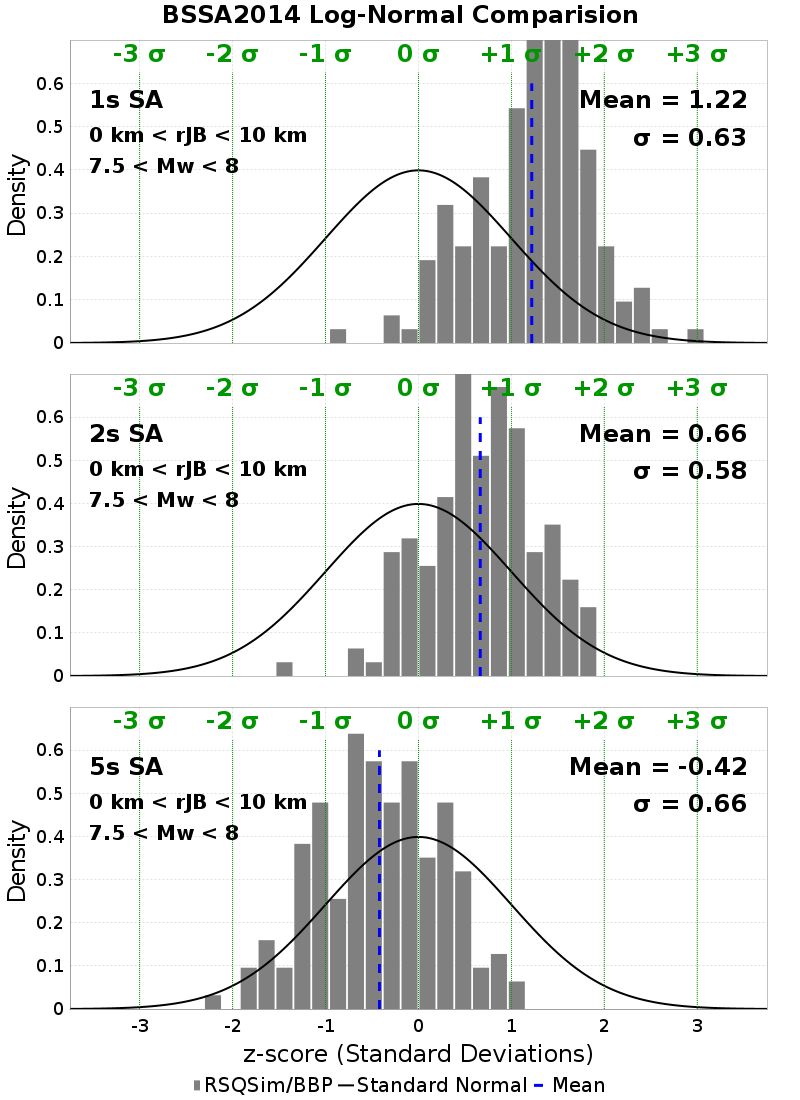 BSSA2014 Log-Normal Comparision
-3 σ -2 σ -1 σ 0 σ +1 σ +2 σ +3 σ
0.6
0.5
0.4
0.3
0.2
0.1
0
Density
1s SA
0 km < rJB < 10 km
7.5 < Mw < 8
Mean = 1.22
σ = 0.63
-3 σ -2 σ -1 σ 0 σ +1 σ +2 σ +3 σ
0.6
0.5
0.4
0.3
0.2
0.1
0
Density
2s SA
0 km < rJB < 10 km
7.5 < Mw < 8
Mean = 0.66
σ = 0.58
-3 σ -2 σ -1 σ 0 σ +1 σ +2 σ +3 σ
0.6
0.5
0.4
0.3
0.2
0.1
0
Density
5s SA
0 km < rJB < 10 km
7.5 < Mw < 8
Mean = -0.42
σ = 0.66
-3 -2 -1 0 1 2 3
z-score (Standard Deviations)
RSQSim/BBP Standard Normal Mean